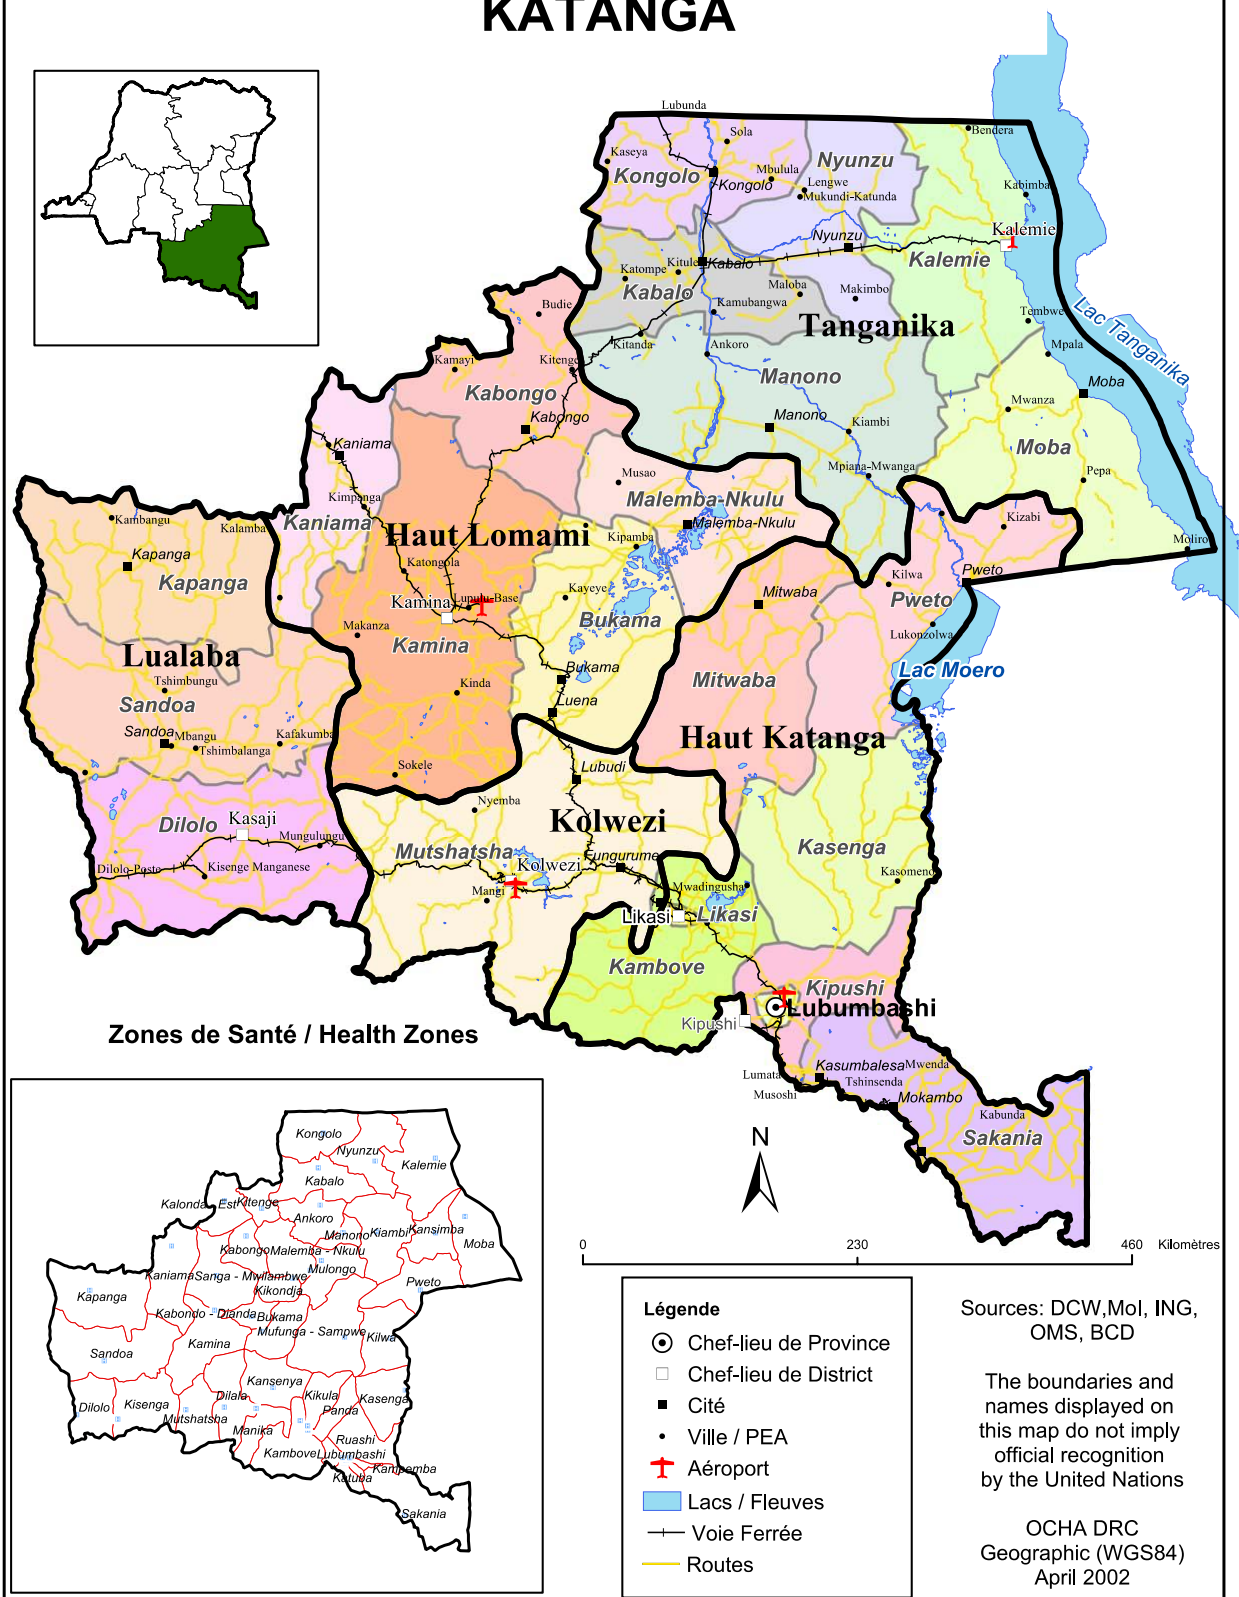 KATANGA
Lubunda
Bendera
Sola
Kaseya
Kongolo
Nyunzu
Mbulula
Kongolo
Lengwe
Mukundi-Katunda
Kabimba
Nyunzu
Kalemie
Kalemie
Katompe
Kitule
Kabalo
Kabalo
Maloba
Makimbo
Kamubangwa
Budie
Tanganika
Tembwe
Lac Tanganika
Kitanda
Ankoro
Mpala
Kamayi
Kitenge
Manono
Moba
Kabongo
Kabongo
Mwanza
Manono
Kiambi
Kaniama
Moba
Musao
Mpiana-Mwanga
Pepa
Kimpanga
Malemba-Nkulu
Kambangu
Kalamba
Kaniama
Malemba-Nkulu
Kizabi
Haut Lomami
Kipamba
Moliro
Kapanga
Kapanga
Katongola
Kilwa
Pweto
Kayeye
Mitwaba
Pweto
Kamina
Lupulu-Base
Bukama
Makanza
Lukonzolwa
Kamina
Lualaba
Bukama
Lac Moero
Tshimbungu
Kinda
Mitwaba
Sandoa
Luena
Sandoa
Mbangu
Kafakumba
Haut Katanga
Tshimbalanga
Sokele
Lubudi
Nyemba
Kasaji
Kolwezi
Dilolo
Mungulungu
Mutshatsha
Fungurume
Kasenga
Dilolo-Poste
Kisenge Manganese
Kolwezi
Kasomeno
Mangi
Mwadingusha
Likasi
Likasi
Kambove
Kipushi
Lubumbashi
Kipushi
Zones de Santé / Health Zones
Kasumbalesa
Mwenda
Lumata
Tshinsenda
Musoshi
Mokambo
Kabunda
Sakania
N
0
230
460
Kilomètres
Kongolo
Nyunzu
Kalemie
Kabalo
Kalonda - Est
Kitenge
Ankoro
Manono
Kiambi
Kansimba
Moba
Kabongo
Malemba - Nkulu
Mulongo
Kaniama
Kikondja
Pweto
Kapanga
Kabondo - Dianda
Bukama
Mufunga - Sampwe
Kilwa
Kamina
Sandoa
Kansenya
Dilala
Kikula
Kasenga
Dilolo
Kisenga
Mutshatsha
Panda
Manika
Ruashi
Kambove
Lubumbashi
Kampemba
Katuba
Sakania
Légende
Chef-lieu de Province
Chef-lieu de District
Cité
Ville / PEA
Aéroport
Lacs / Fleuves
Voie Ferrée
Routes
Sources: DCW,MoI, ING,
OMS, BCD
The boundaries and
names displayed on
this map do not imply
official recognition
by the United Nations
OCHA DRC
Geographic (WGS84)
April 2002